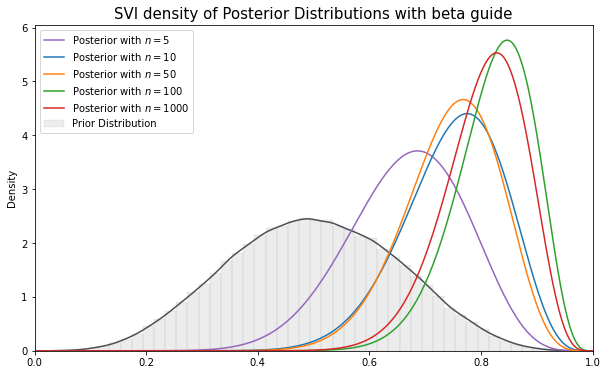 SVI density of Posterior Distributions with beta guide
6
5
4
3
2
1
0
Density
Posterior with n = 5
Posterior with n = 10
Posterior with n = 50
Posterior with n = 100
Posterior with n = 1000
Prior Distribution
0.0 0.2 0.4 0.6 0.8 1.0